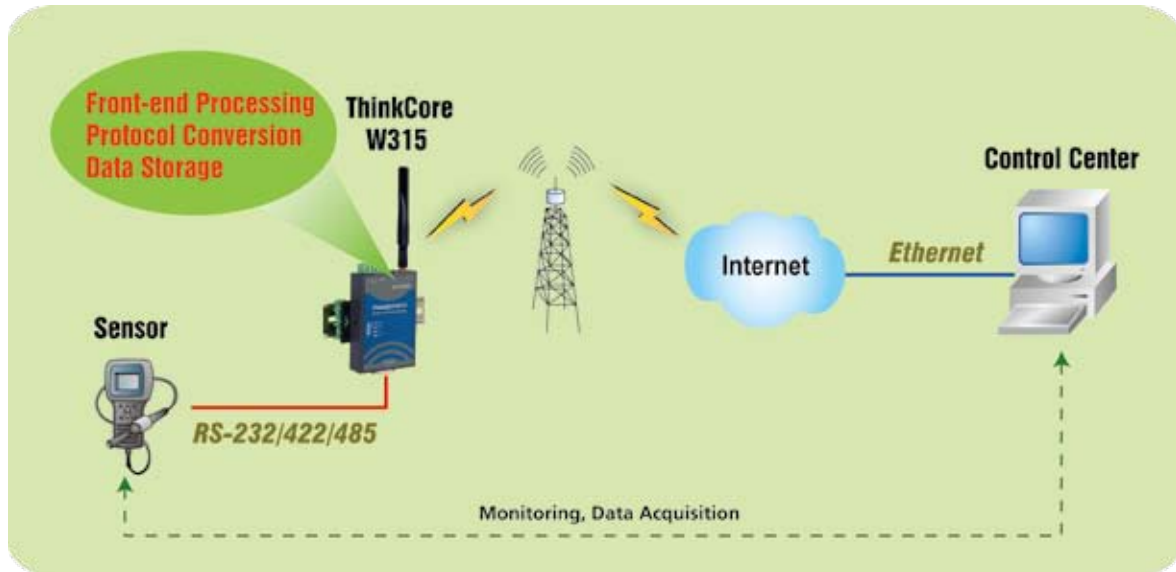 Front-end Processing
Protocol Conversion
Data Storage
ThinkCore
W315
Control Center
Internet
Ethernet
Sensor
RS-232/422/485
Monitoring, Data Acquisition